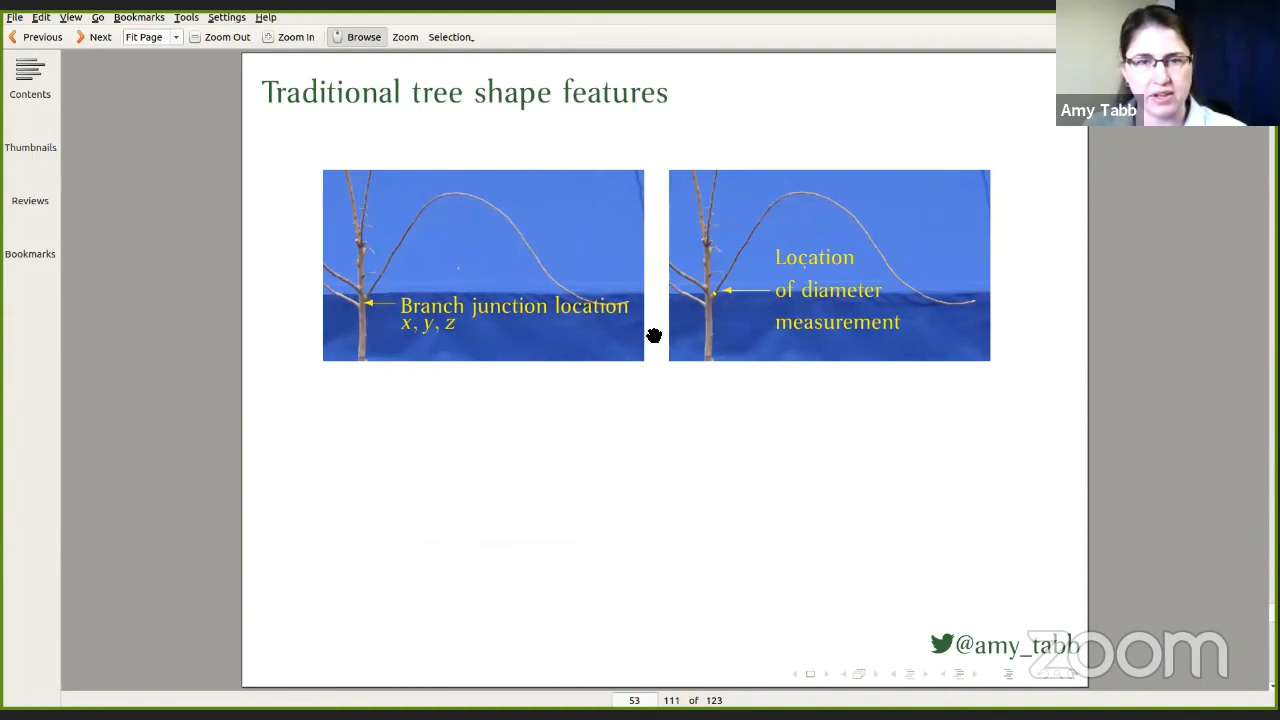 File Edit View Go Bookmarks Tools Settings Help
Previous Next Fit Page Zoom Out Zoom In Browse Zoom Selection
Contents
Thumbnails
Reviews
Bookmarks
Amy Tabb
Traditional tree shape features
Branch junction location
x, y, z
Location
of diameter
measurement
@amy_tabb
zoom
53 111 of 123